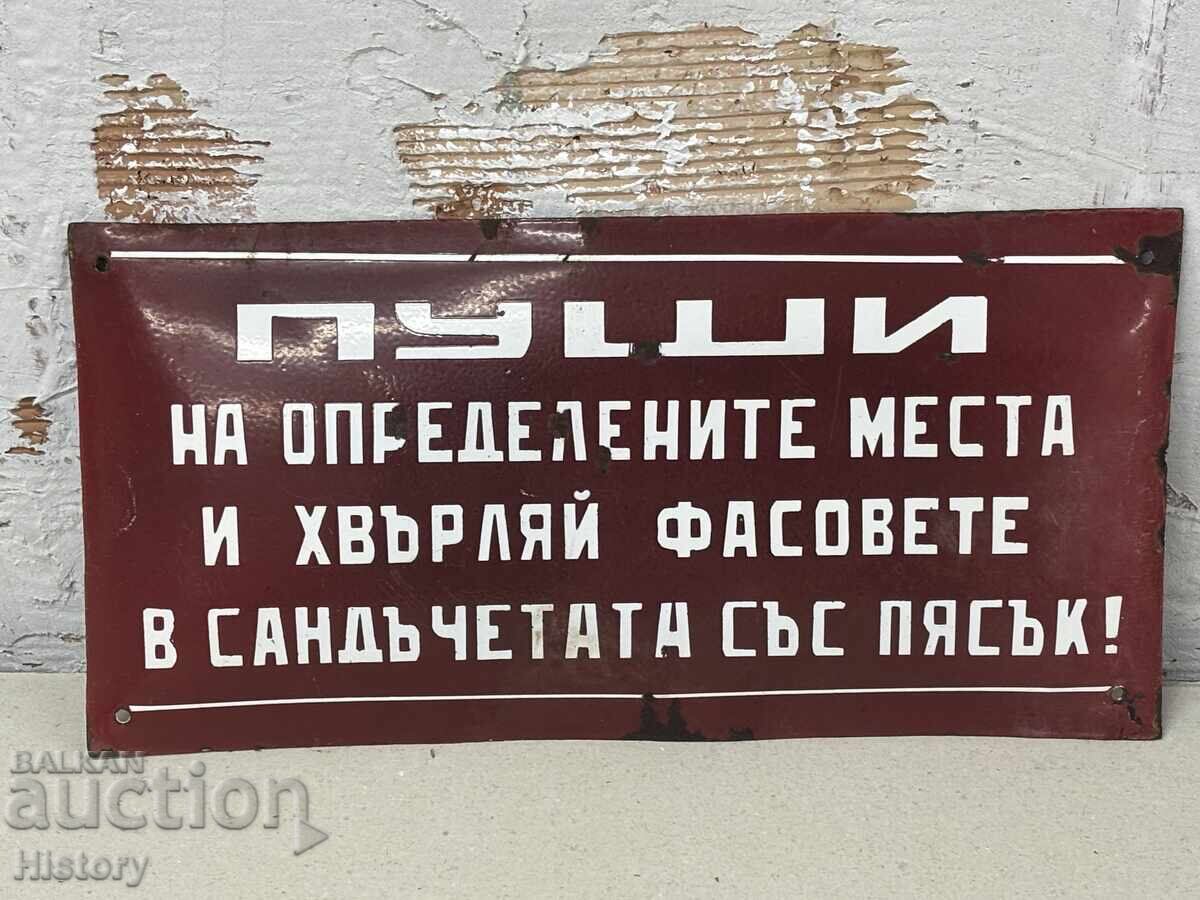 ПУШИ
НА ОПРЕДЕЛЕНИТЕ МЕСТА
И ХВЪРЛЯЙ ФАСОВЕТЕ
В САНДЪЧЕТАТА СЪС ПЯСЪК!
BALKAN
auction
History